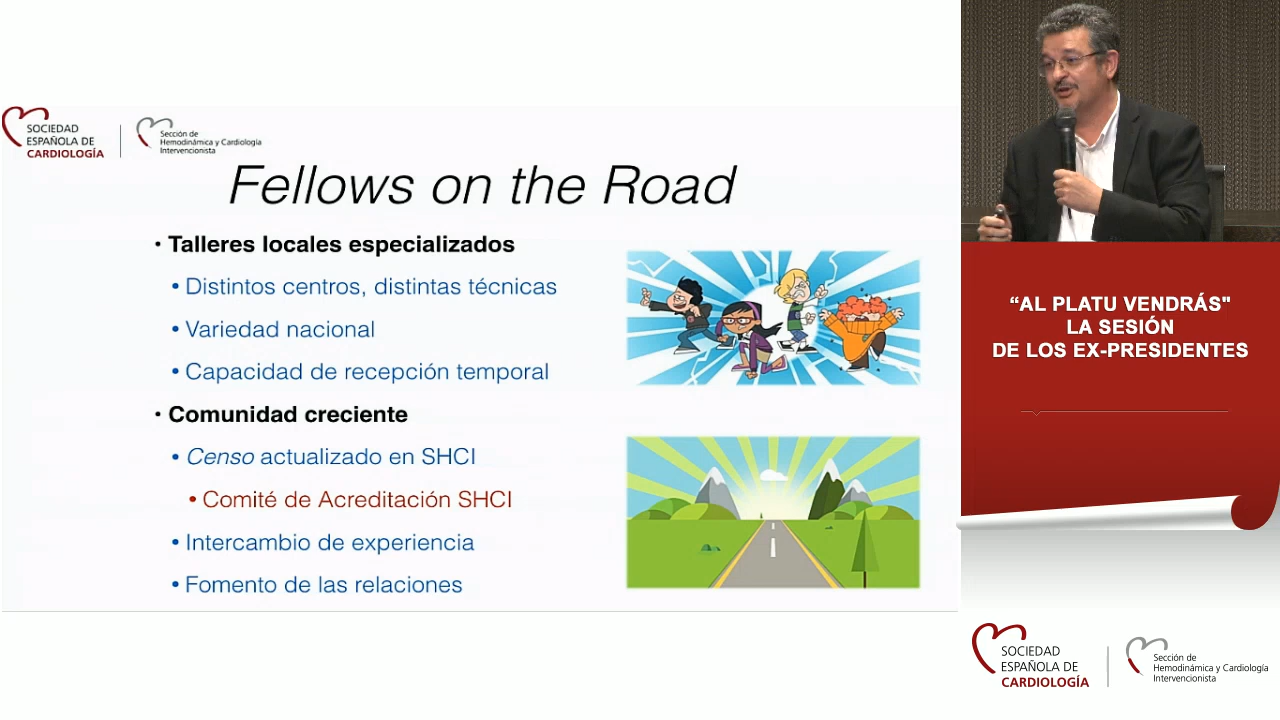 SOCIEDAD
ESPAÑOLA DE
CARDIOLOGÍA
Sección de
Hemodinámica y Cardiología
Intervencionista
Fellows on the Road
• Talleres locales especializados
• Distintos centros, distintas técnicas
• Variedad nacional
• Capacidad de recepción temporal
• Comunidad creciente
• Censo actualizado en SHCI
• Comité de Acreditación SHCI
• Intercambio de experiencia
• Fomento de las relaciones
“AL PLATU VENDRÁS"
LA SESIÓN
DE LOS EX-PRESIDENTES
SOCIEDAD
ESPAÑOLA DE
CARDIOLOGÍA
Sección de
Hemodinámica y Cardiología
Intervencionista